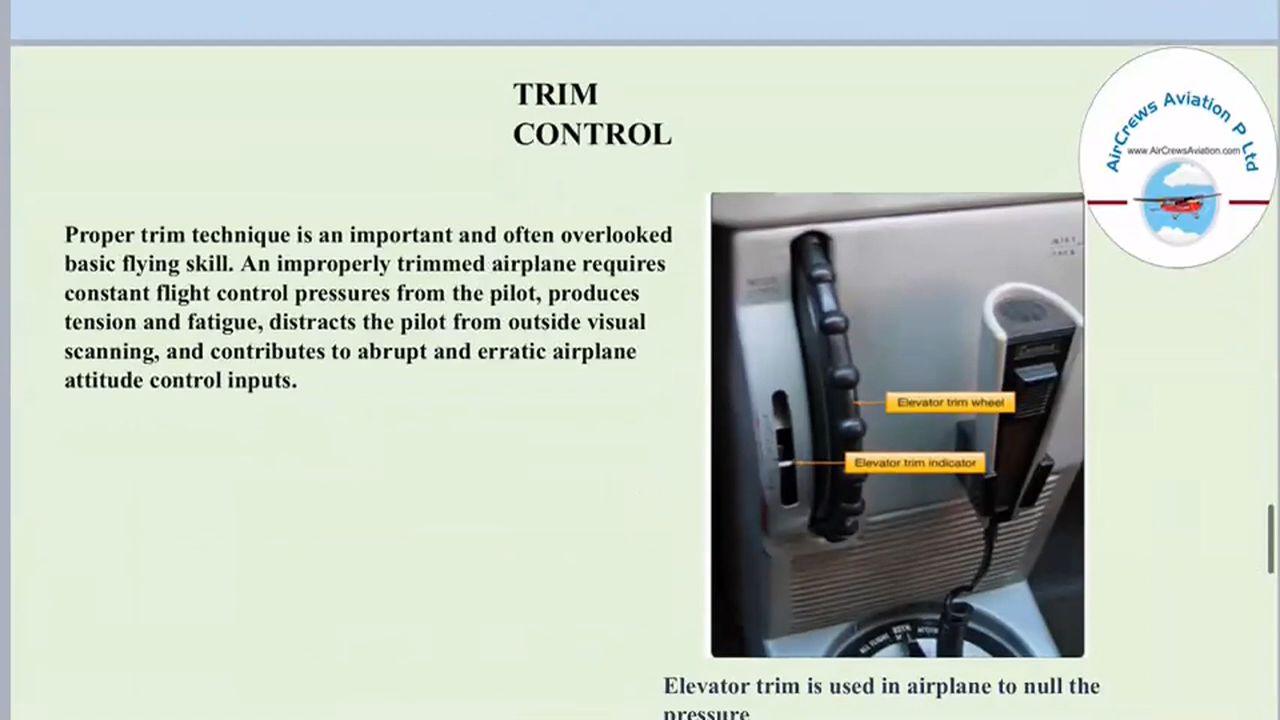 TRIM
CONTROL
AirCrews Aviation P Ltd
www.AirCrewsAviation.com
Proper trim technique is an important and often overlooked
basic flying skill. An improperly trimmed airplane requires
constant flight control pressures from the pilot, produces
tension and fatigue, distracts the pilot from outside visual
scanning, and contributes to abrupt and erratic airplane
attitude control inputs.
Elevator trim wheel
Elevator trim indicator
Elevator trim is used in airplane to null the
pressure